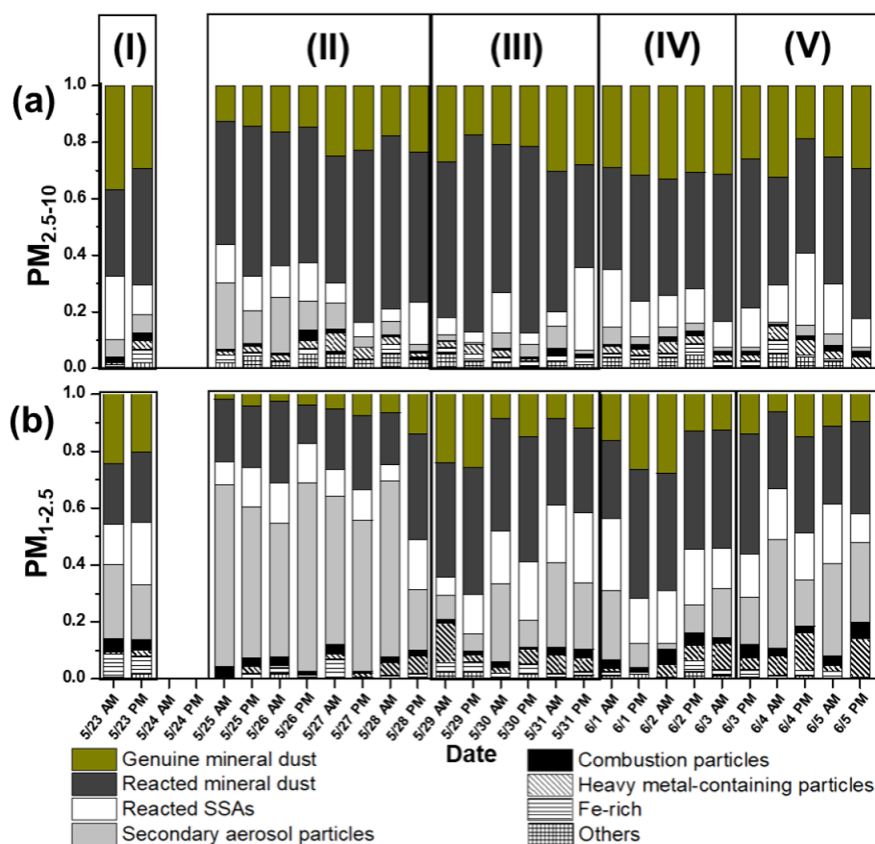 (I) (II) (III) (IV) (V)
(a)
PM2.5-10
1.0
0.8
0.6
0.4
0.2
0.0
(b)
PM1-2.5
1.0
0.8
0.6
0.4
0.2
0.0
5/23 AM
5/23 PM
5/24 AM
5/24 PM
5/25 AM
5/25 PM
5/26 AM
5/26 PM
5/27 AM
5/27 PM
5/28 AM
5/28 PM
5/29 AM
5/29 PM
5/30 AM
5/30 PM
5/31 AM
5/31 PM
6/1 AM
6/1 PM
6/2 AM
6/2 PM
6/3 AM
6/3 PM
6/4 AM
6/4 PM
6/5 AM
6/5 PM
Date
Genuine mineral dust
Reacted mineral dust
Reacted SSAs
Secondary aerosol particles
Combustion particles
Heavy metal-containing particles
Fe-rich
Others